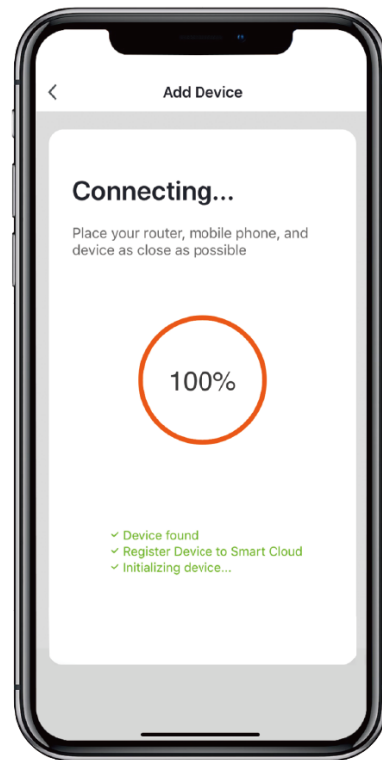 Add Device
Connecting...
Place your router, mobile phone, and
device as close as possible
100%
✓ Device found
✓ Register Device to Smart Cloud
✓ Initializing device...